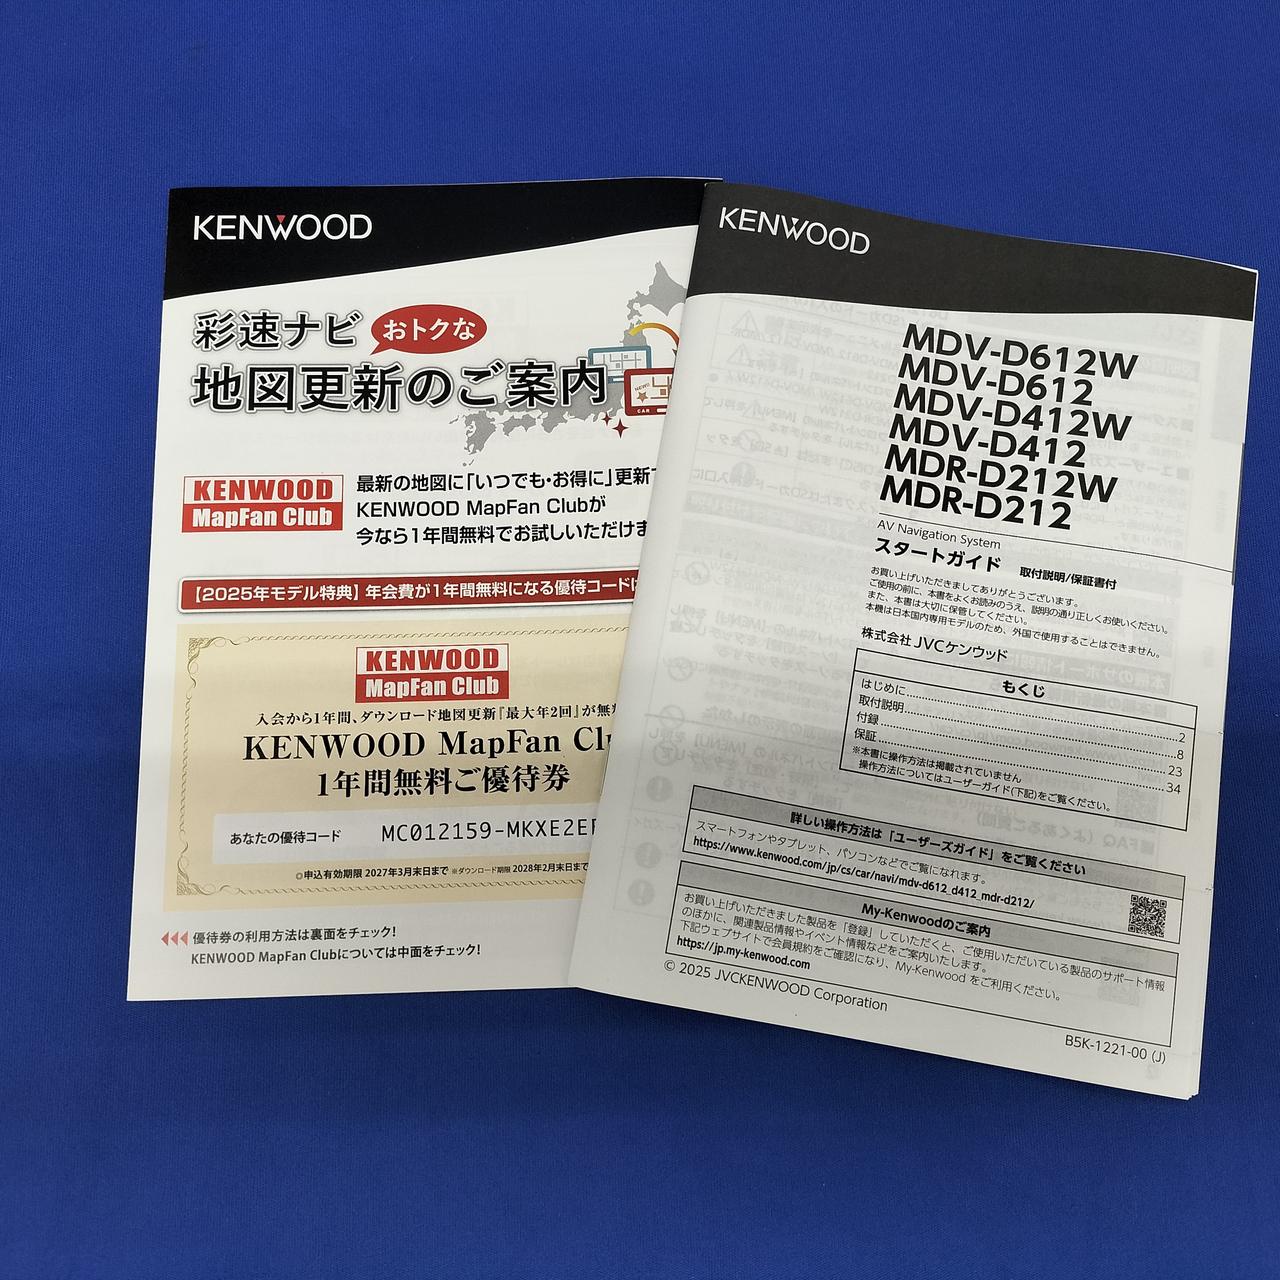 KENWOOD
彩速ナビ おトクな
地図更新のご案内
KENWOOD
MapFan Club
最新の地図に「いつでも・お得に」更新
KENWOOD MapFan Clubが
今なら1年間無料でお試しいただけま
【2025年モデル特典】年会費が1年間無料になる優待コードは
KENWOOD
MapFan Club
入会から1年間、ダウンロード地図更新『最大年2回』が無
KENWOOD MapFan Clu
1年間無料ご優待券
あなたの優待コード MC012159-MKXE2E
◎申込有効期限 2027年3月末日まで ※ダウンロード期限 2028年2月末日まで
優待券の利用方法は裏面をチェック!
KENWOOD MapFan Clubについては中面をチェック!
KENWOOD
MDV-D612W
MDV-D612
MDV-D412W
MDV-D412
MDR-D212W
MDR-D212
AV Navigation System
スタートガイド 取付説明/保証書付
お買い上げいただきましてありがとうございます。
ご使用の前に、本書をよくお読みのうえ、説明の通り正しくお使いください。
また、本書は大切に保管してください。
本機は日本国内専用モデルのため、外国で使用することはできません。
株式会社 JVCケンウッド
もくじ
はじめに 2
取付説明 8
付録 23
保証 34
※本書に操作方法は掲載されていません
操作方法についてはユーザーガイド(下記)をご覧ください。
詳しい操作方法は「ユーザーズガイド」をご覧ください
スマートフォンやタブレット、パソコンなどでご覧になれます。
https://www.kenwood.com/jp/cs/car/navi/mdv-d612_d412_mdr-d212/
My-Kenwoodのご案内
お買い上げいただきました製品を「登録」していただくと、ご使用いただいている製品のサポート情報
のほかに、関連製品情報やイベント情報などをご案内いたします。
下記ウェブサイトで会員規約をご確認になり、My-Kenwood をご利用ください。
https://jp.my-kenwood.com
© 2025 JVCKENWOOD Corporation
B5K-1221-00 (J)